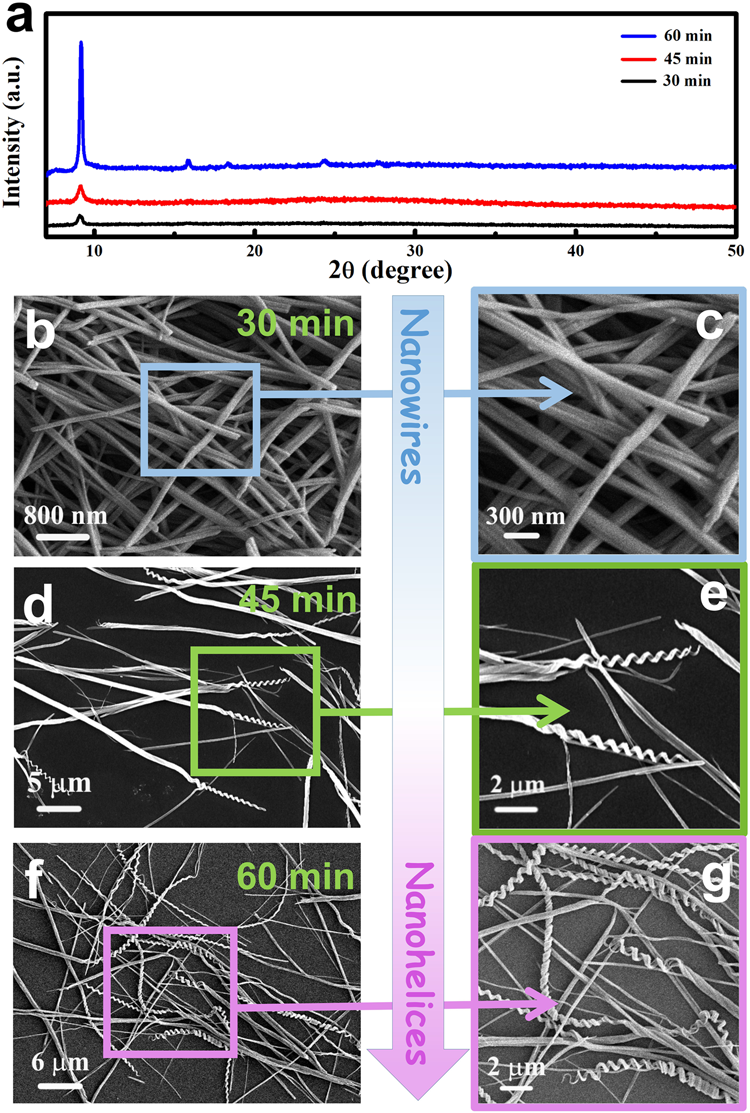 a
Intensity (a.u.)
60 min
45 min
30 min
10
20
30
40
50
2θ (degree)
b
30 min
800 nm
Nanowires
c
300 nm
d
45 min
5 μm
e
2 μm
f
60 min
6 μm
Nanohelices
g
2 μm